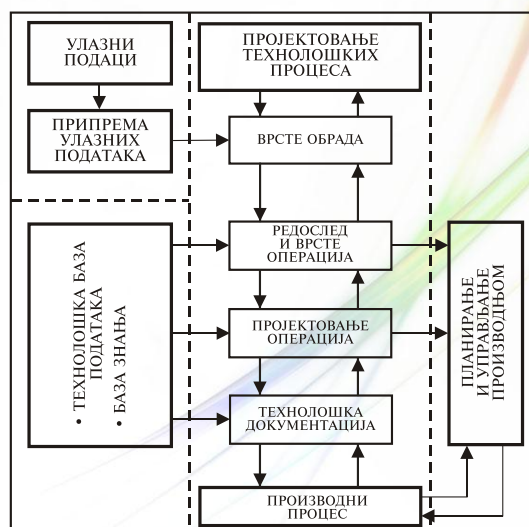 УЛАЗНИ
ПОДАЦИ
ПРИПРЕМА
УЛАЗНИХ
ПОДАТАКА
ПРОЈЕКТОВАЊЕ
ТЕХНОЛОШКИХ
ПРОЦЕСА
ВРСТЕ ОБРАДА
РЕДОСЛЕД
И ВРСТЕ
ОПЕРАЦИЈА
ПРОЈЕКТОВАЊЕ
ОПЕРАЦИЈА
ТЕХНОЛОШКА
ДОКУМЕНТАЦИЈА
ПРОИЗВОДНИ
ПРОЦЕС
• ТЕХНОЛОШКА БАЗА
ПОДАТАКА
• БАЗА ЗНАЊА
ПЛАНИРАЊЕ
И УПРАВЉАЊЕ
ПРОИЗВОДЊОМ